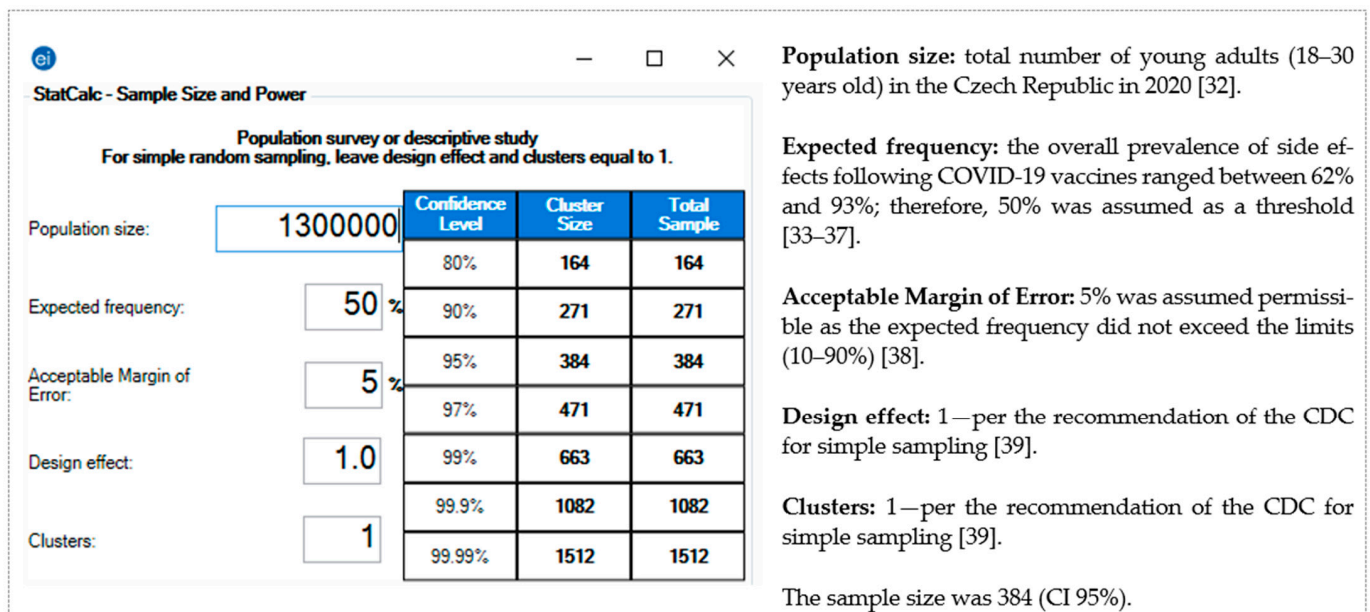 ei
StatCalc - Sample Size and Power
Population survey or descriptive study
For simple random sampling, leave design effect and clusters equal to 1.
Population size: 1300000
Expected frequency: 50 %
Acceptable Margin of
Error: 5 %
Design effect: 1.0
Clusters: 1
Confidence Level Cluster Size Total Sample
80% 164 164
90% 271 271
95% 384 384
97% 471 471
99% 663 663
99.9% 1082 1082
99.99% 1512 1512
Population size: total number of young adults (18–30
years old) in the Czech Republic in 2020 [32].
Expected frequency: the overall prevalence of side ef-
fects following COVID-19 vaccines ranged between 62%
and 93%; therefore, 50% was assumed as a threshold
[33–37].
Acceptable Margin of Error: 5% was assumed permissi-
ble as the expected frequency did not exceed the limits
(10–90%) [38].
Design effect: 1—per the recommendation of the CDC
for simple sampling [39].
Clusters: 1—per the recommendation of the CDC for
simple sampling [39].
The sample size was 384 (CI 95%).